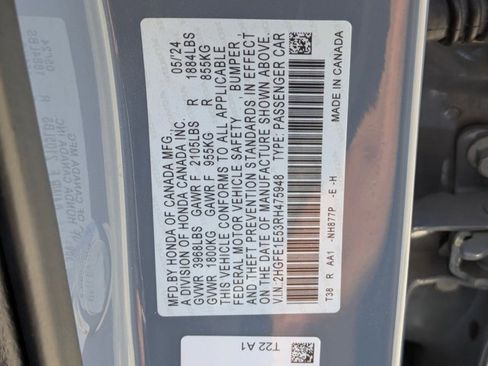 MFD.BY HONDA OF CANADA MFG., 05/24
A DIVISION OF HONDA CANADA INC.
GVWR 3968LBS GAWR F 2105LBS R 1884LBS
GVWR 1800KG GAWR F 955KG R 855KG
THIS VEHICLE CONFORMS TO ALL APPLICABLE
FEDERAL MOTOR VEHICLE SAFETY BUMPER,
AND THEFT PREVENTION STANDARDS IN EFFECT
ON THE DATE OF MANUFACTURE SHOWN ABOVE.
V.I.N:2HGFE1E53RH475948 TYPE: PASSENGER CAR
MADE IN CANADA
T38 R AA1 -NH877P -E -H
T22 A1